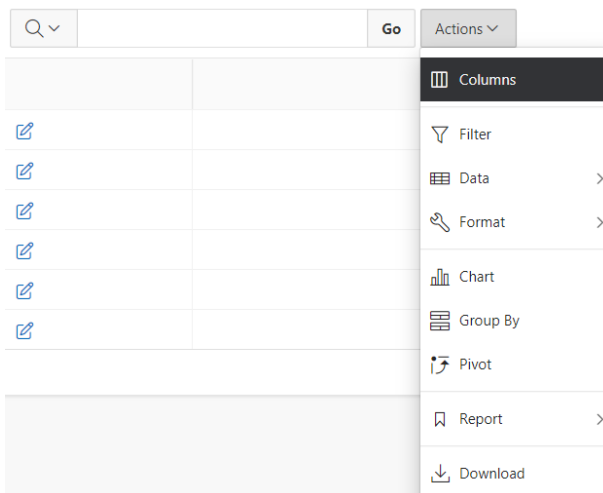 Go
Actions
Columns
Filter
Data
Format
Chart
Group By
Pivot
Report
Download